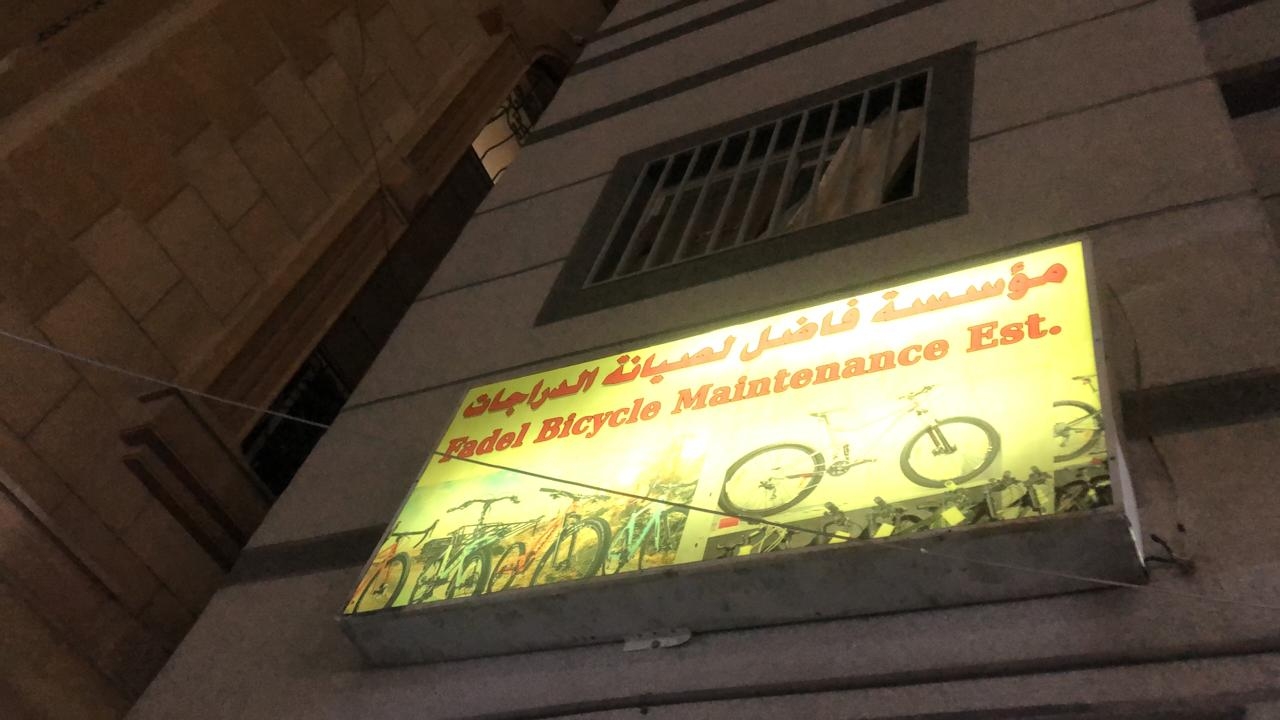 مؤسسة فاضل لصيانة الدراجات
Fadel Bicycle Maintenance Est.